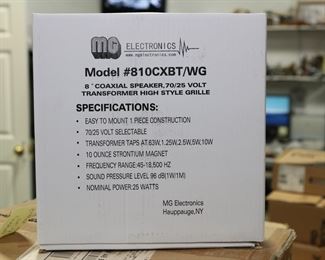 MG ELECTRONICS
www.mgelectronics.com
Model #810CXBT/WG
8" COAXIAL SPEAKER,70/25 VOLT
TRANSFORMER HIGH STYLE GRILLE
SPECIFICATIONS:
• EASY TO MOUNT 1 PIECE CONSTRUCTION
• 70/25 VOLT SELECTABLE
• TRANSFORMER TAPS AT.63W,1.25W,2.5W,5W,10W
• 10 OUNCE STRONTIUM MAGNET
• FREQUENCY RANGE:45-18,500 HZ
• SOUND PRESSURE LEVEL 96 dB(1W/1M)
• NOMINAL POWER:25 WATTS
MG Electronics
Hauppauge,NY